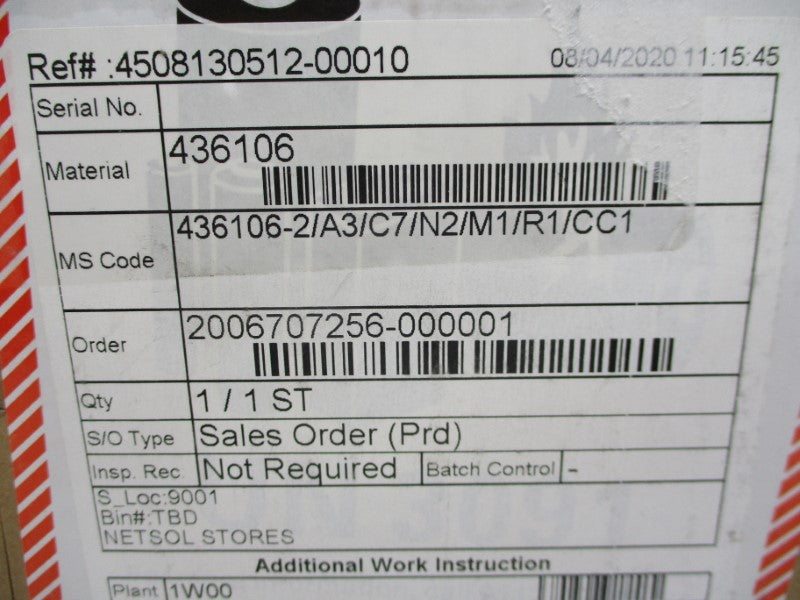 Ref# :4508130512-00010 08/04/2020 11:15:45
Serial No.
Material 436106
MS Code 436106-2/A3/C7/N2/M1/R1/CC1
Order 2006707256-000001
Qty 1 / 1 ST
S/O Type Sales Order (Prd)
Insp. Rec Not Required Batch Control -
S_Loc:9001
Bin#:TBD
NETSOL STORES
Additional Work Instruction
Plant 1W00